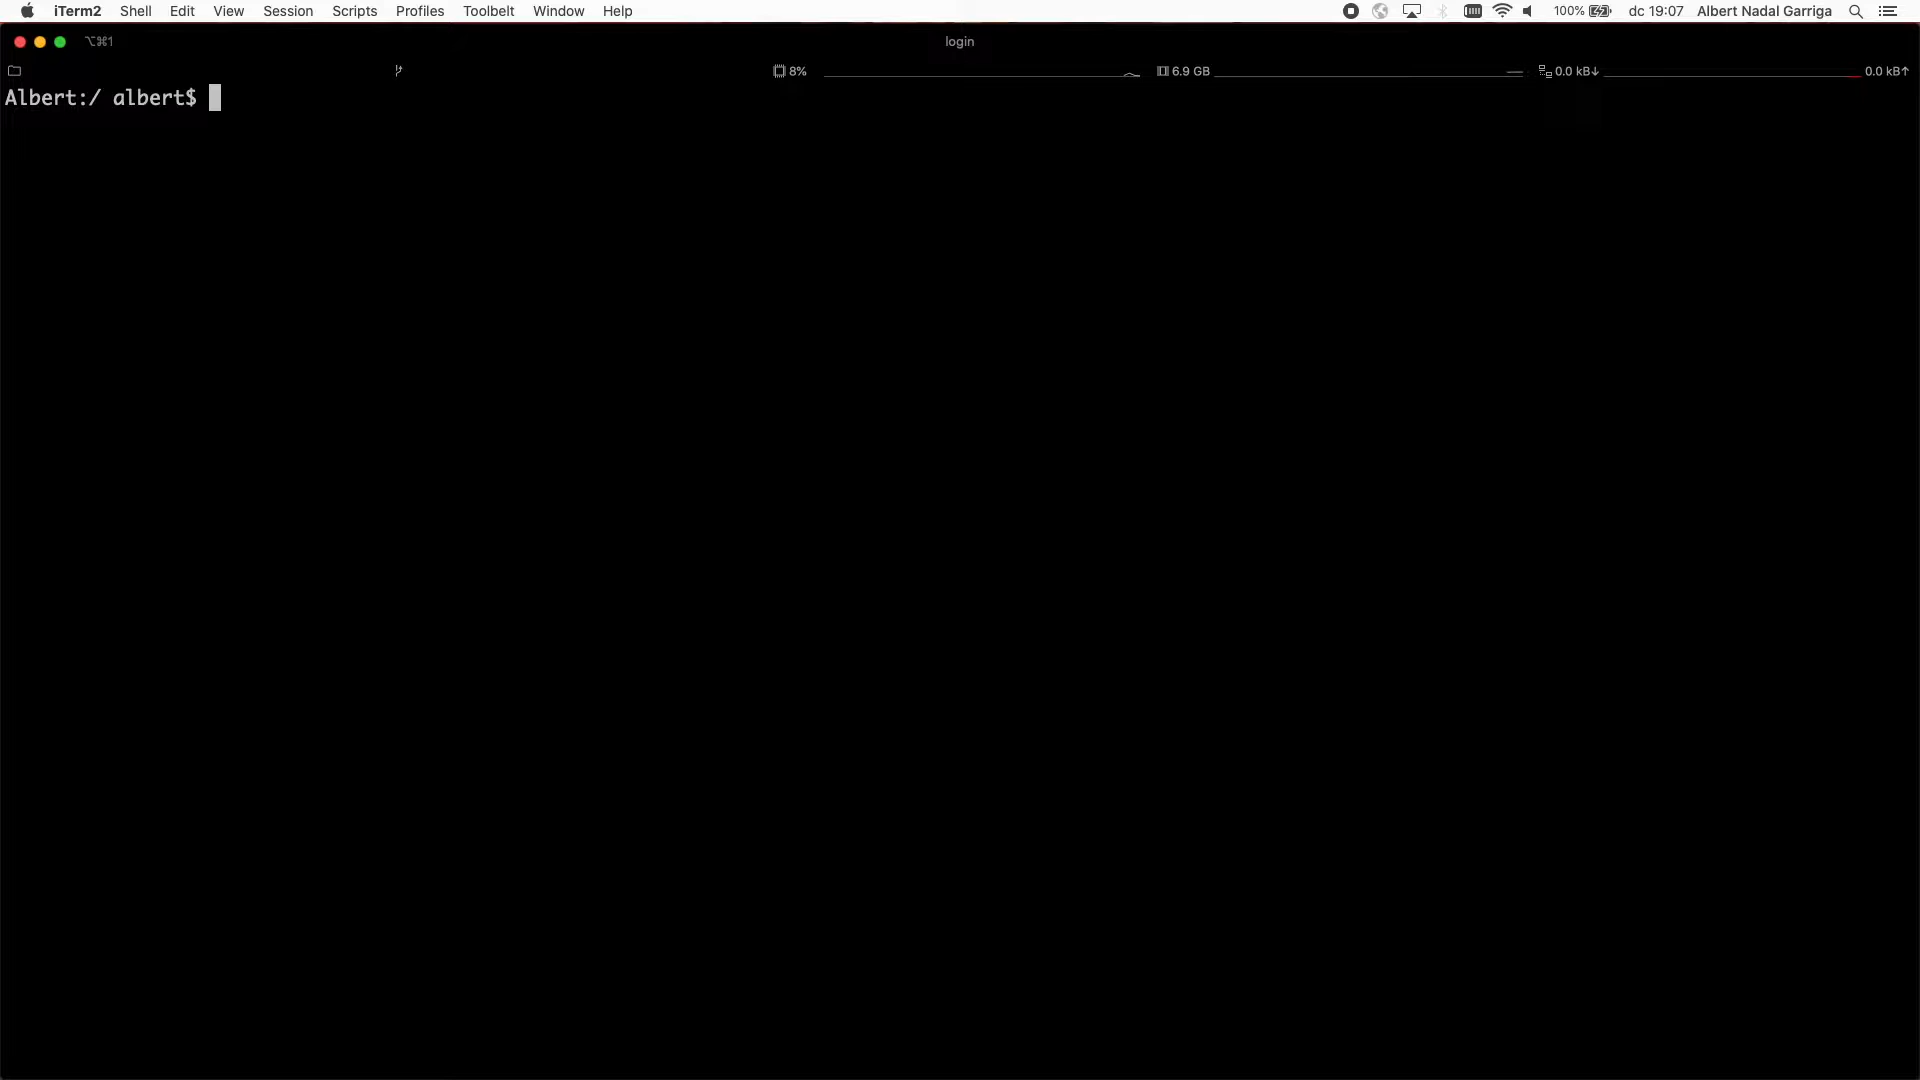 iTerm2 Shell Edit View Session Scripts Profiles Toolbelt Window Help 100% dc 19:07 Albert Nadal Garriga
⌥⌘1 login
8% 6.9 GB 0.0 kB↓ 0.0 kB↑
Albert:/ albert$